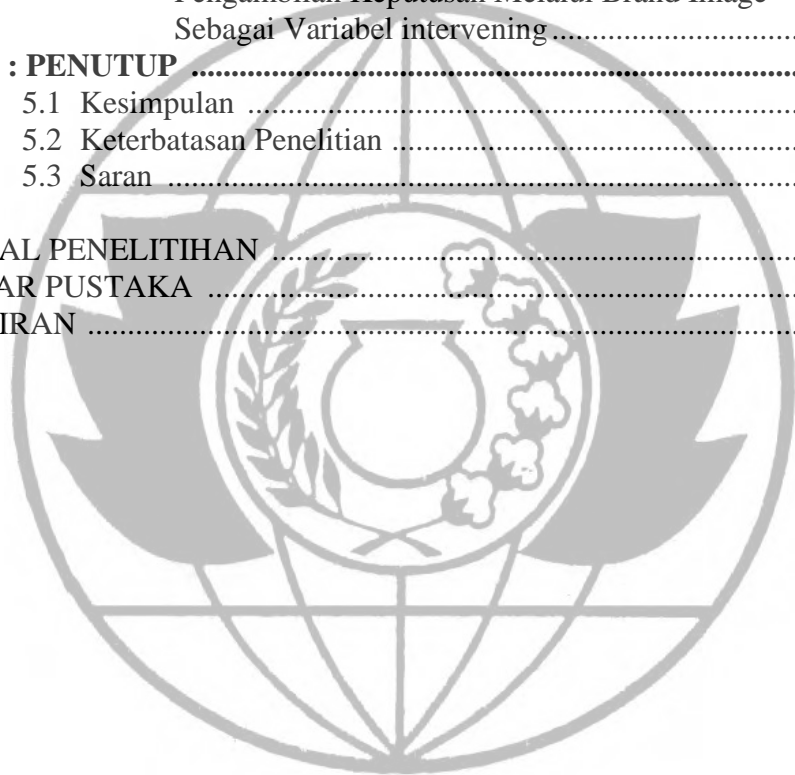 Pengambilan Keputusan Melalui Brand Image
Sebagai Variabel intervening ..............................
: PENUTUP ..............................................................................
5.1 Kesimpulan ......................................................................
5.2 Keterbatasan Penelitian ...................................................
5.3 Saran ................................................................................
AL PENELITIHAN ...................................................................
AR PUSTAKA ...........................................................................
IRAN ..........................................................................................